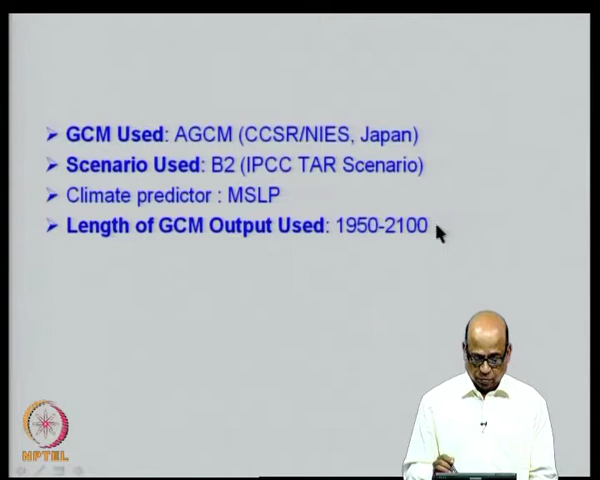 ➢ GCM Used: AGCM (CCSR/NIES, Japan)
➢ Scenario Used: B2 (IPCC TAR Scenario)
➢ Climate predictor : MSLP
➢ Length of GCM Output Used: 1950-2100
NPTEL